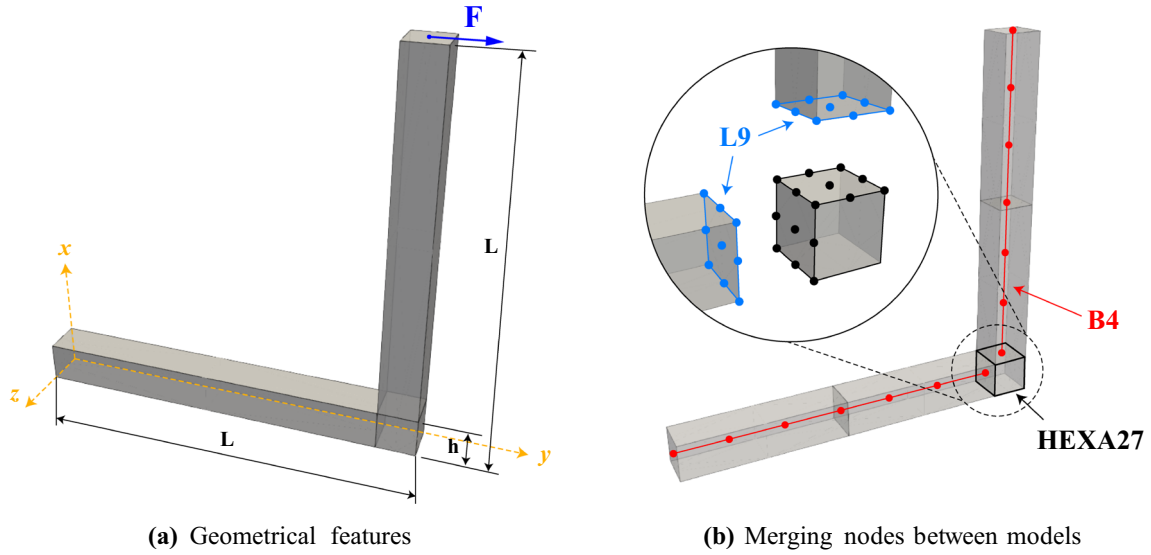 F
L
x
z
L
h
y
L9
B4
HEXA27
(a) Geometrical features
(b) Merging nodes between models